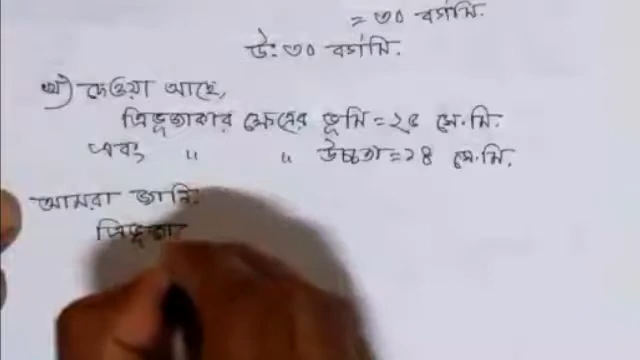 = ৩০ বর্গমি.
উ: ৩০ বর্গমি.
খ) দেওয়া আছে,
ত্রিভূজাকার ক্ষেত্রের ভূমি = ২৫ সে.মি.
এবং " " উচ্চতা = ১৪ সে.মি.
আমরা জানি
ত্রিভূজা